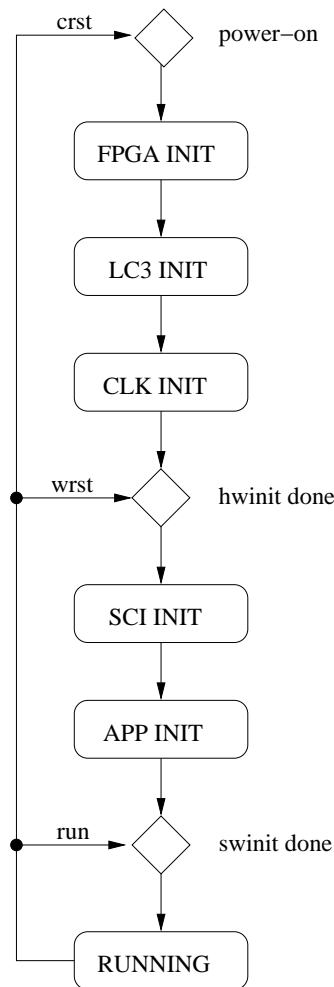 crst power−on
FPGA INIT
LC3 INIT
CLK INIT
wrst hwinit done
SCI INIT
APP INIT
run swinit done
RUNNING